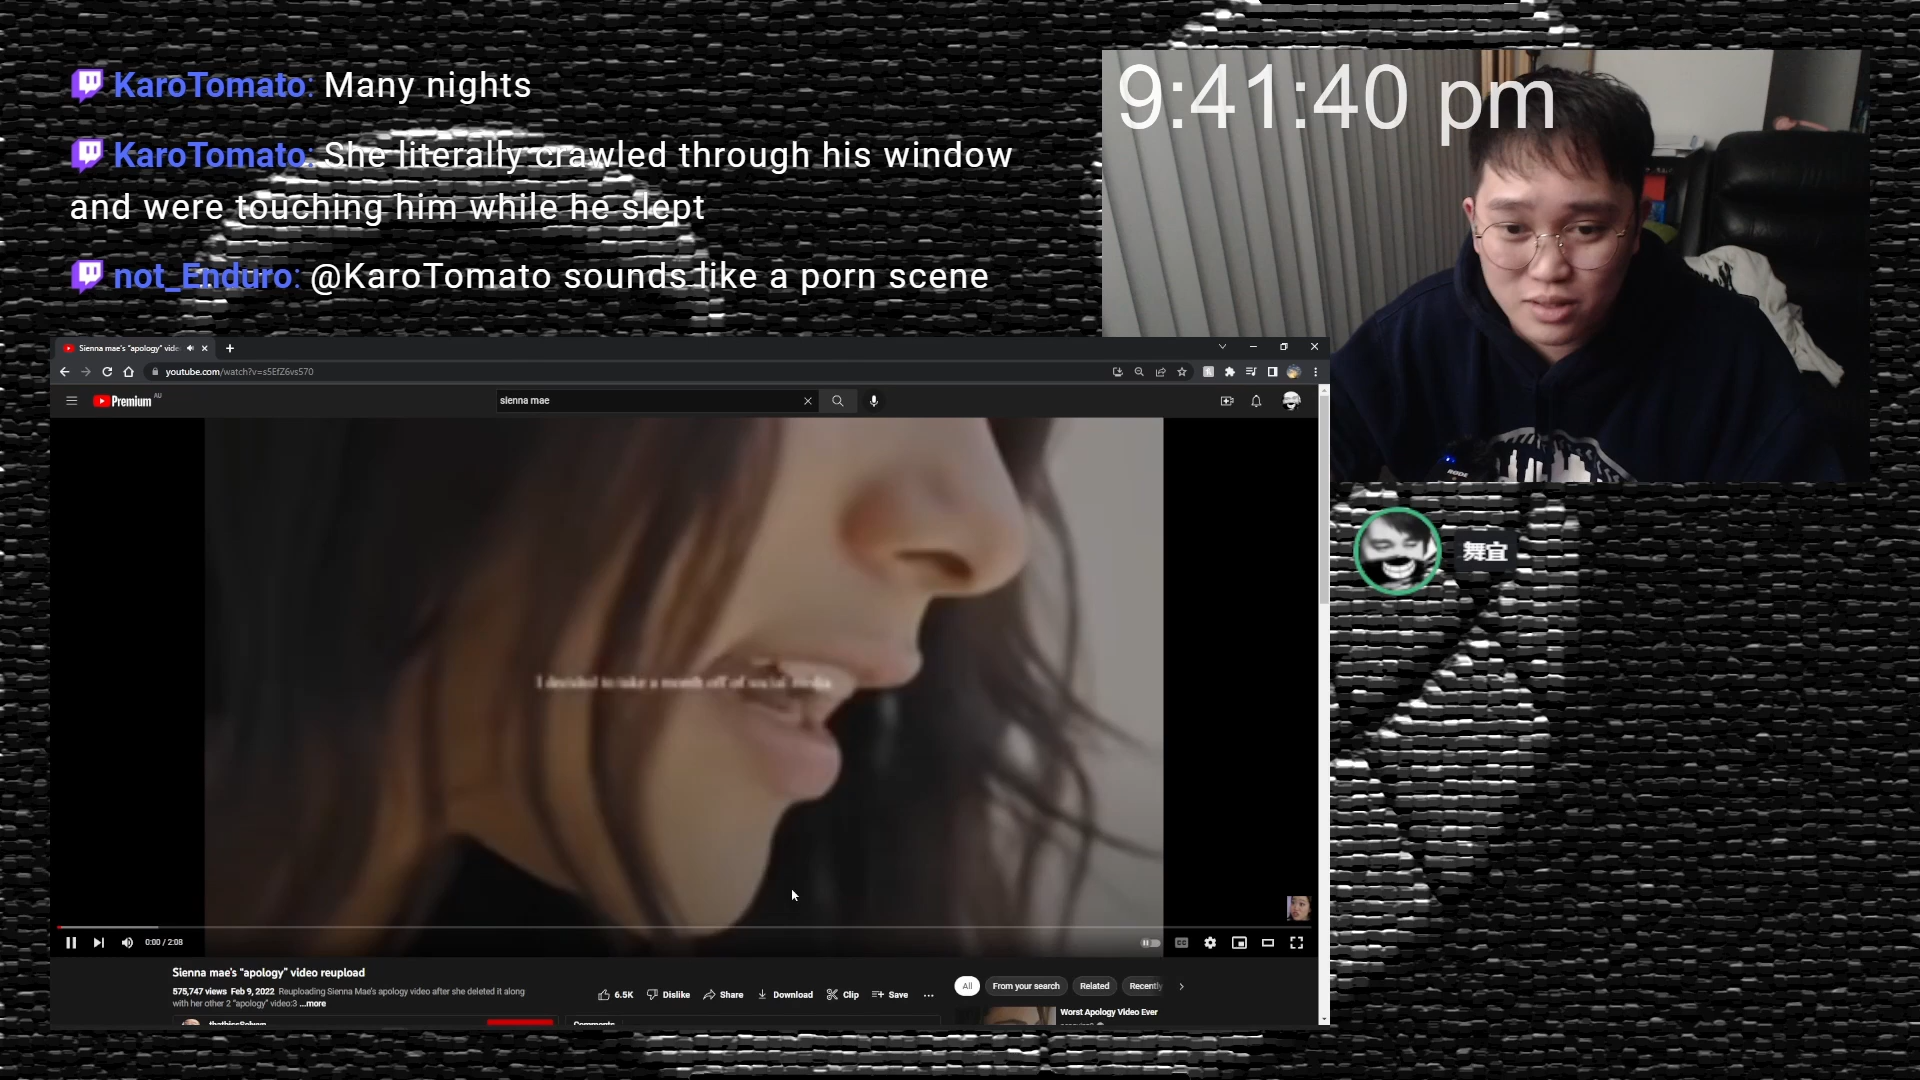 KaroTomato: Many nights
KaroTomato: She literally crawled through his window
and were touching him while he slept
not_Enduro: @KaroTomato sounds like a porn scene
9:41:40 pm
Sienna mae's "apology" vide
youtube.com/watch?v=s5EfZ6vs570
Premium AU
sienna mae
I decided to take a month off of social media
RØDE
舞宜
0:00 / 2:08
Sienna mae's "apology" video reupload
575,747 views Feb 9, 2022 Reuploading Sienna Mae's apology video after she deleted it along
with her other 2 "apology" video:3 ...more
6.5K Dislike Share Download Clip Save
All From your search Related Recently
Worst Apology Video Ever
Comments